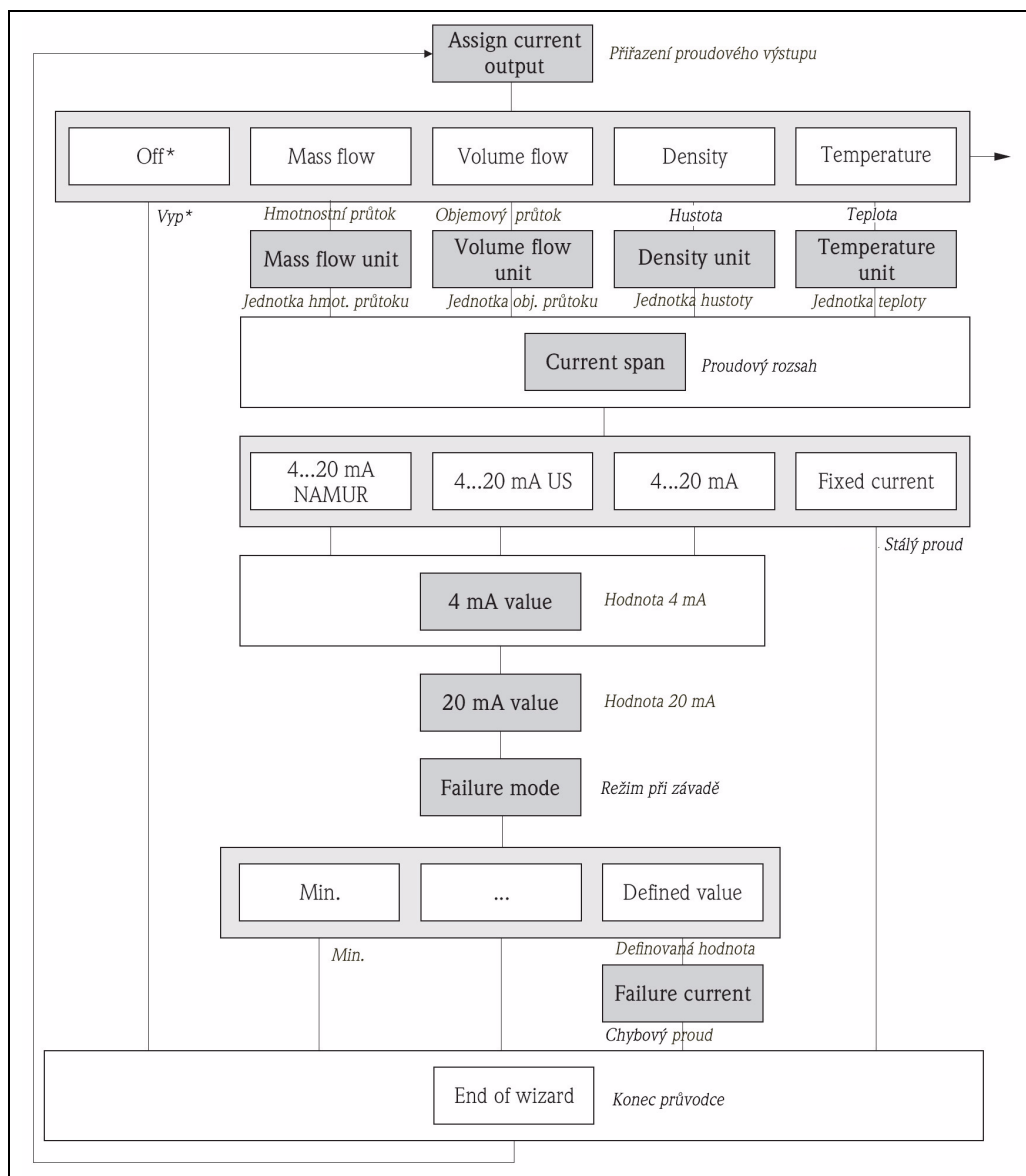 Assign current
output
Přiřazení proudového výstupu
Off*
Mass flow
Volume flow
Density
Temperature
Vyp*
Hmotnostní průtok
Objemový průtok
Hustota
Teplota
Mass flow unit
Volume flow
unit
Density unit
Temperature
unit
Jednotka hmot. průtoku
Jednotka obj. průtoku
Jednotka hustoty
Jednotka teploty
Current span
Proudový rozsah
4...20 mA
NAMUR
4...20 mA US
4...20 mA
Fixed current
Stálý proud
4 mA value
Hodnota 4 mA
20 mA value
Hodnota 20 mA
Failure mode
Režim při závadě
Min.
...
Defined value
Min.
Definovaná hodnota
Failure current
Chybový proud
End of wizard
Konec průvodce